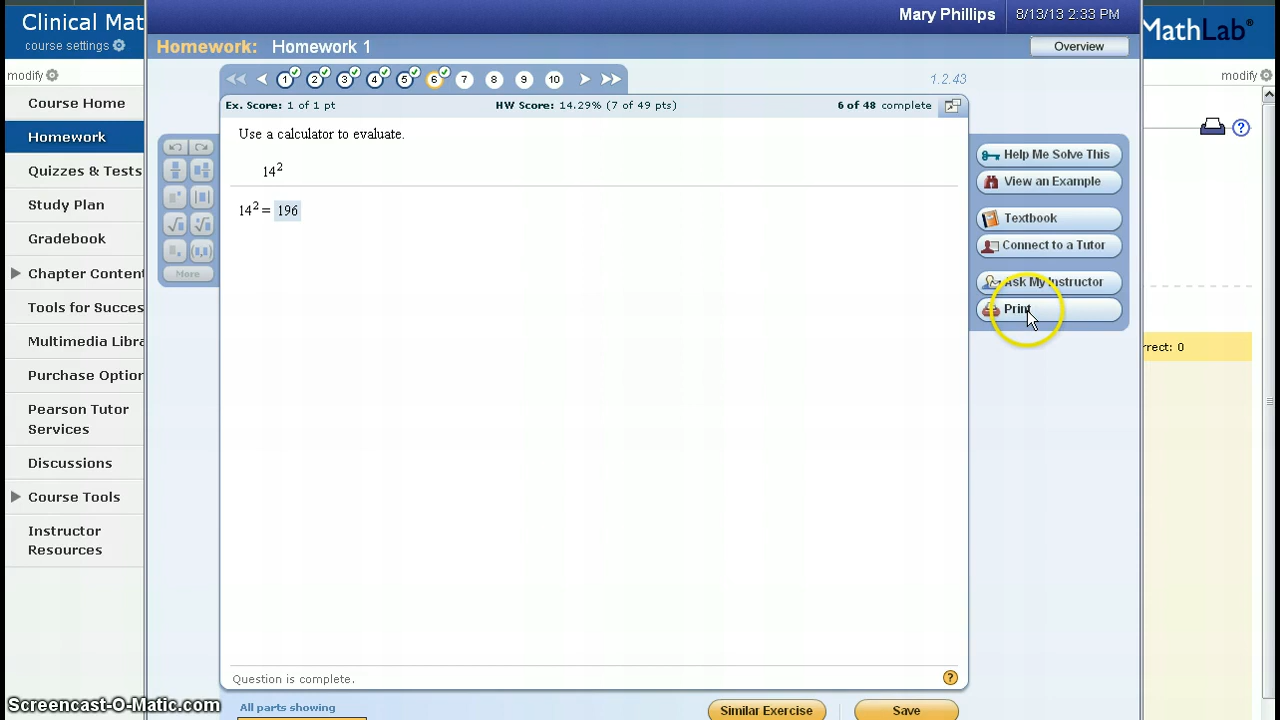 Clinical Mat
course settings
Mary Phillips
8/13/13 2:33 PM
MathLab®
Homework: Homework 1
Overview
modify
modify
1 2 3 4 5 6 7 8 9 10
1.2.43
Ex. Score: 1 of 1 pt
HW Score: 14.29% (7 of 49 pts)
6 of 48 complete
Use a calculator to evaluate.
14²
14² = 196
More
Help Me Solve This
View an Example
Textbook
Connect to a Tutor
Ask My Instructor
Print
rrect: 0
Course Home
Homework
Quizzes & Tests
Study Plan
Gradebook
Chapter Content
Tools for Succes
Multimedia Libra
Purchase Option
Pearson Tutor
Services
Discussions
Course Tools
Instructor
Resources
Question is complete.
?
?
All parts showing
Similar Exercise
Save
Screencast-O-Matic.com